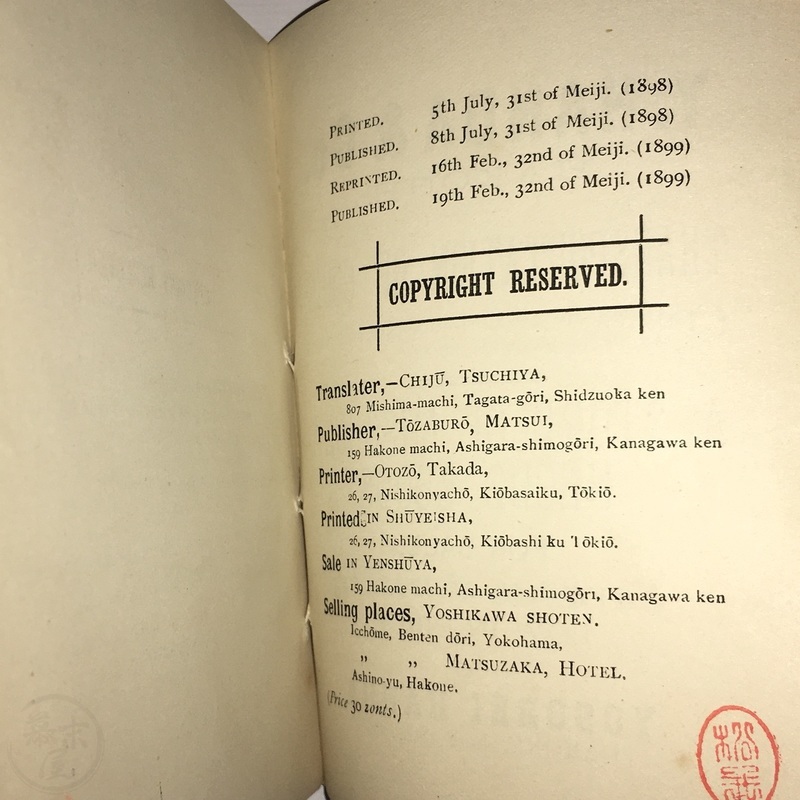 PRINTED. 5th July, 31st of Meiji. (1898)
PUBLISHED. 8th July, 31st of Meiji. (1898)
REPRINTED. 16th Feb., 32nd of Meiji. (1899)
PUBLISHED. 19th Feb., 32nd of Meiji. (1899)
COPYRIGHT RESERVED.
Translater,—CHIJŪ, TSUCHIYA,
807 Mishima-machi, Tagata-gōri, Shidzuoka ken
Publisher,—TŌZABURŌ, MATSUI,
159 Hakone machi, Ashigara-shimogōri, Kanagawa ken
Printer,—OTOZŌ, Takada,
26, 27, Nishikonyachō, Kiōbasaiku, Tōkiō.
Printed IN SHŪYEISHA,
26, 27, Nishikonyachō, Kiōbashi ku Tōkiō.
Sale IN YENSHŪYA,
159 Hakone machi, Ashigara-shimogōri, Kanagawa ken
Selling places, YOSHIKAWA SHOTEN.
Icchōme, Benten dōri, Yokohama,
” ” MATSUZAKA, HOTEL.
Ashino-yu, Hakone.
(Price 30